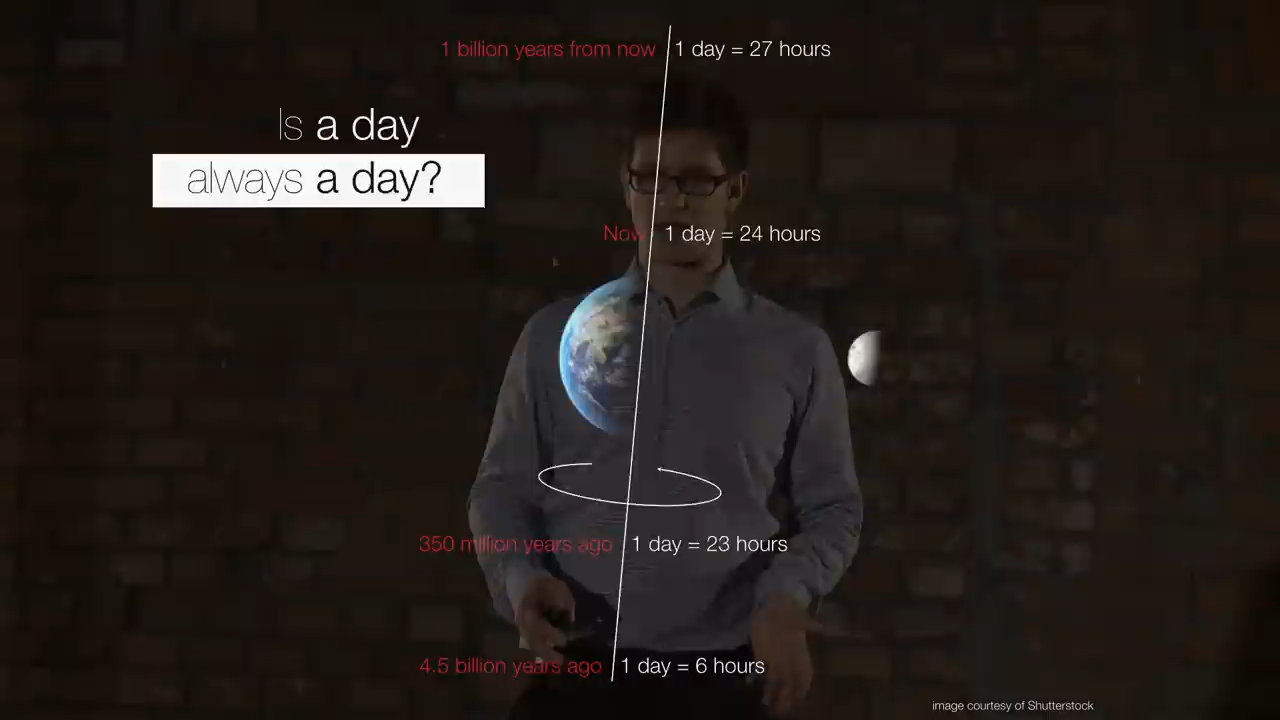 1 billion years from now 1 day = 27 hours
Is a day
always a day?
Now 1 day = 24 hours
350 million years ago 1 day = 23 hours
4.5 billion years ago 1 day = 6 hours
image courtesy of Shutterstock